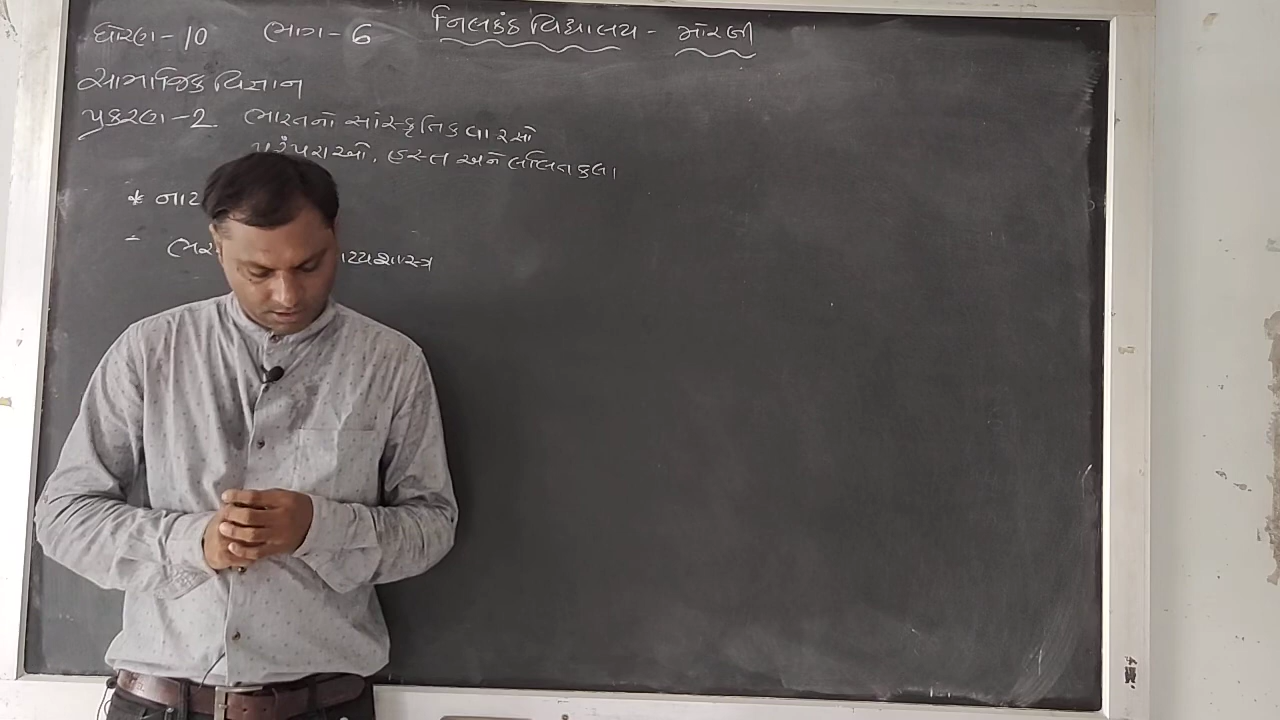 ધોરણ-10 ભાગ-6 નિલકંઠ વિદ્યાલય - મોરબી
સામાજિક વિજ્ઞાન
પ્રકરણ-2 ભારતનો સાંસ્કૃતિક વારસો
પરંપરાઓ, હસ્ત અને લલિતકલા
*
-